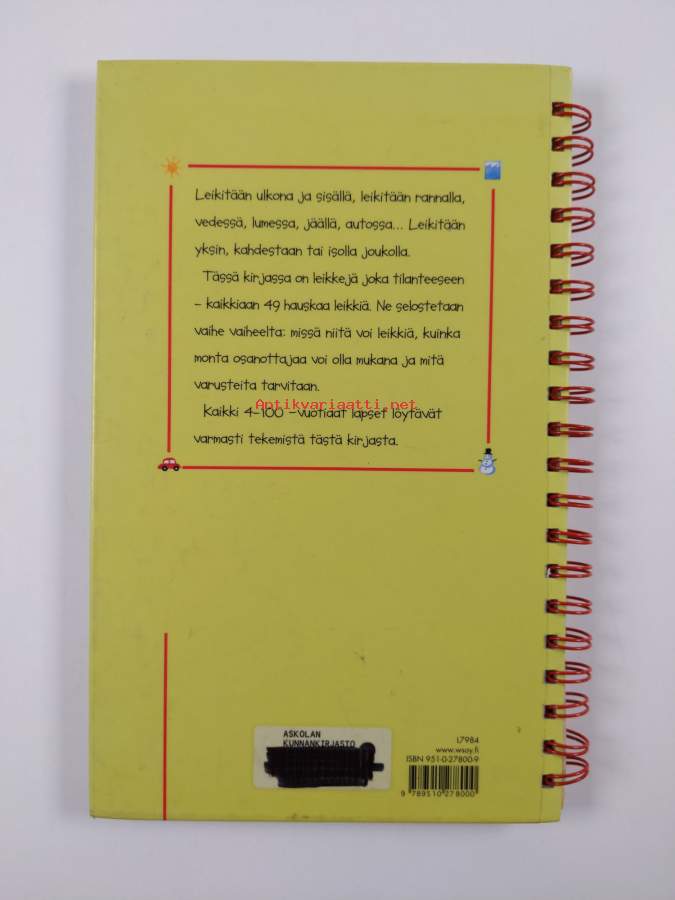 Leikitään ulkona ja sisällä, leikitään rannalla,
vedessä, lumessa, jäällä, autossa... Leikitään
yksin, kahdestaan tai isolla joukolla.
Tässä kirjassa on leikkejä joka tilanteeseen
– kaikkiaan 49 hauskaa leikkiä. Ne selostetaan
vaihe vaiheelta: missä niitä voi leikkiä, kuinka
monta osanottajaa voi olla mukana ja mitä
varusteita tarvitaan.
Antikvariaatti.net
Kaikki 4-100 -vuotiaat lapset löytävät
varmasti tekemistä tästä kirjasta.
ASKOLAN
KUNNANKIRJASTO
L7984
www.wsoy.fi
ISBN 951-0-27800-9
9 789510 278000